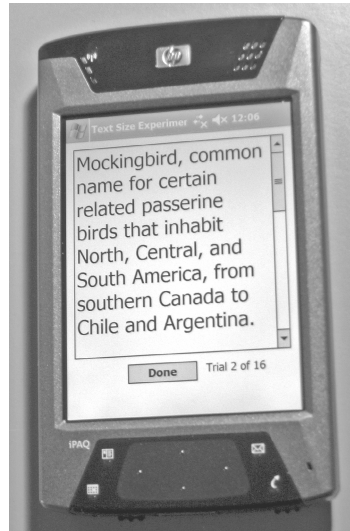 hp
Text Size Experimer 12:06
Mockingbird, common
name for certain
related passerine
birds that inhabit
North, Central, and
South America, from
southern Canada to
Chile and Argentina.
Done Trial 2 of 16
iPAQ